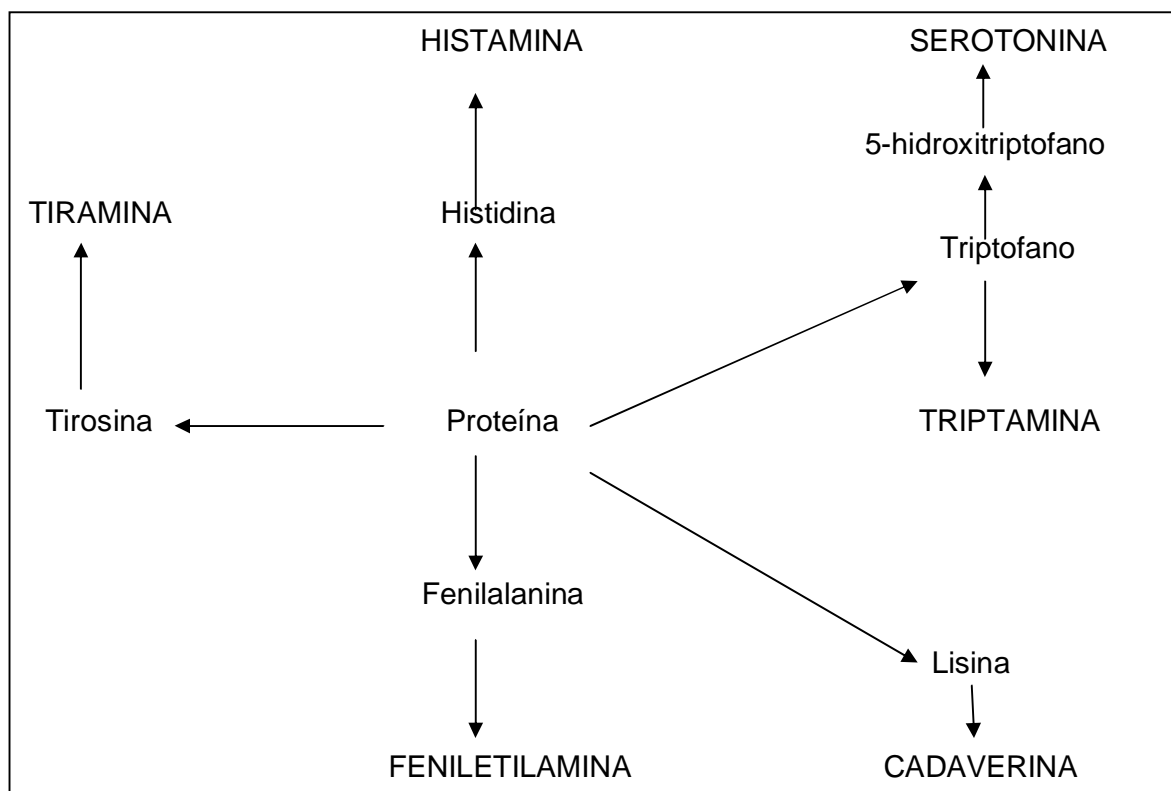 HISTAMINA
SEROTONINA
5-hidroxitriptofano
TIRAMINA
Histidina
Triptofano
Tirosina
Proteína
TRIPTAMINA
Fenilalanina
Lisina
FENILETILAMINA
CADAVERINA